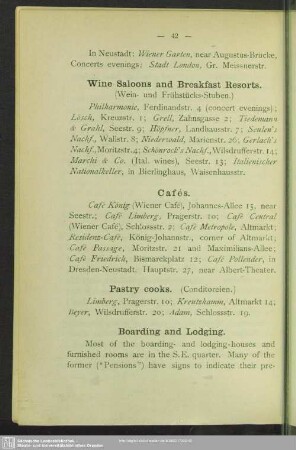 — 42 —
In Neustadt: Wiener Garten, near Augustus-Brücke,
Concerts evenings; Stadt London, Gr. Meissnerstr.
Wine Saloons and Breakfast Resorts.
(Wein- und Frühstücks-Stuben.)
Philharmonie, Ferdinandstr. 4 (concert evenings);
Lösch, Kreuzstr. 1; Grell, Zahnsgasse 2; Tiedemann
& Grahl, Seestr. 9; Höpfner, Landhausstr. 7; Seulen's
Nachf., Wallstr. 8; Niederwald, Marienstr. 26; Gerlach's
Nachf., Moritzstr. 4; Schönrock's Nachf., Wilsdrufferstr. 14;
Marchi & Co. (Ital. wines), Seestr. 13; Italienischer
Nationalkeller, in Bierlinghaus, Waisenhausstr.
Cafés.
Café König (Wiener Café), Johannes-Allee 15, near
Seestr.; Café Limberg, Pragerstr. 10; Café Central
(Wiener Café), Schlossstr. 2; Café Metropole, Altmarkt;
Rezidenz-Café, König-Johannstr., corner of Altmarkt;
Café Passage, Moritzstr. 21 and Maximilians-Allee;
Café Friedrich, Bismarckplatz 12; Café Pollender, in
Dresden-Neustadt, Hauptstr. 27, near Albert-Theater.
Pastry cooks. (Conditoreien.)
Limberg, Pragerstr. 10; Kreutzkamm, Altmarkt 14;
Beyer, Wilsdrufferstr. 20; Adam, Schlossstr. 19.
Boarding and Lodging.
Most of the boarding- and lodging-houses and
furnished rooms are in the S.E. quarter. Many of the
former ("Pensions") have signs to indicate their pre-